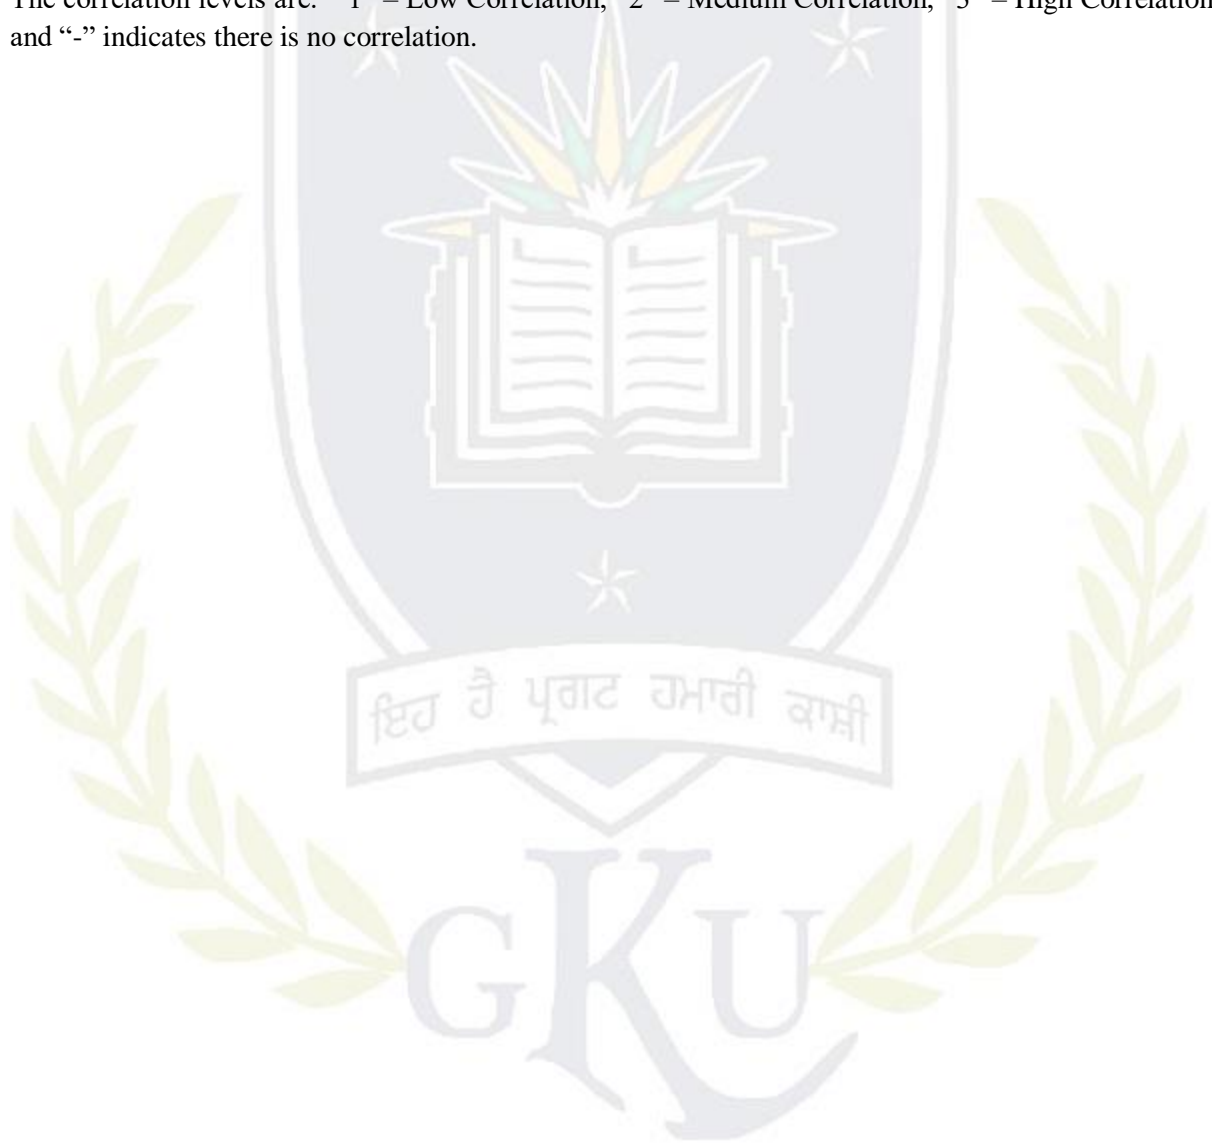 The correlation levels are: “1” – Low Correlation, “2” – Medium Correlation, “3” – High Correlation
and “-” indicates there is no correlation.
ਇਹ ਹੈ ਪ੍ਰਗਟ ਹਮਾਰੀ ਕਾਸ਼ੀ
GKU